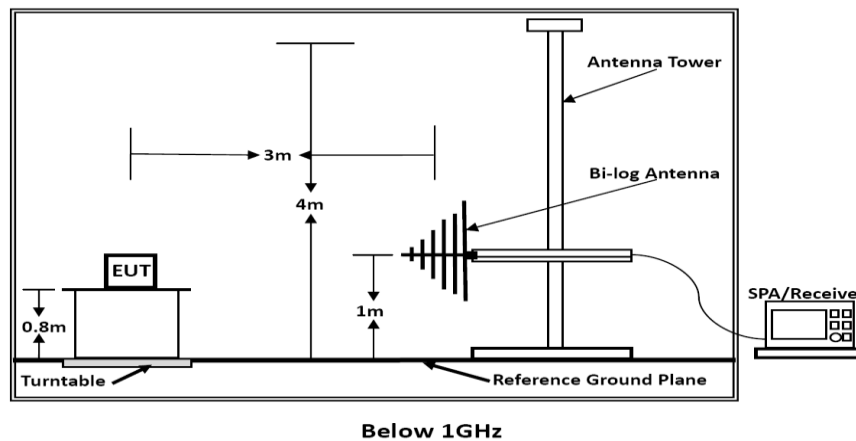 Antenna Tower
3m
Bi-log Antenna
4m
EUT
SPA/Receive
0.8m
1m
Turntable
Reference Ground Plane
Below 1GHz